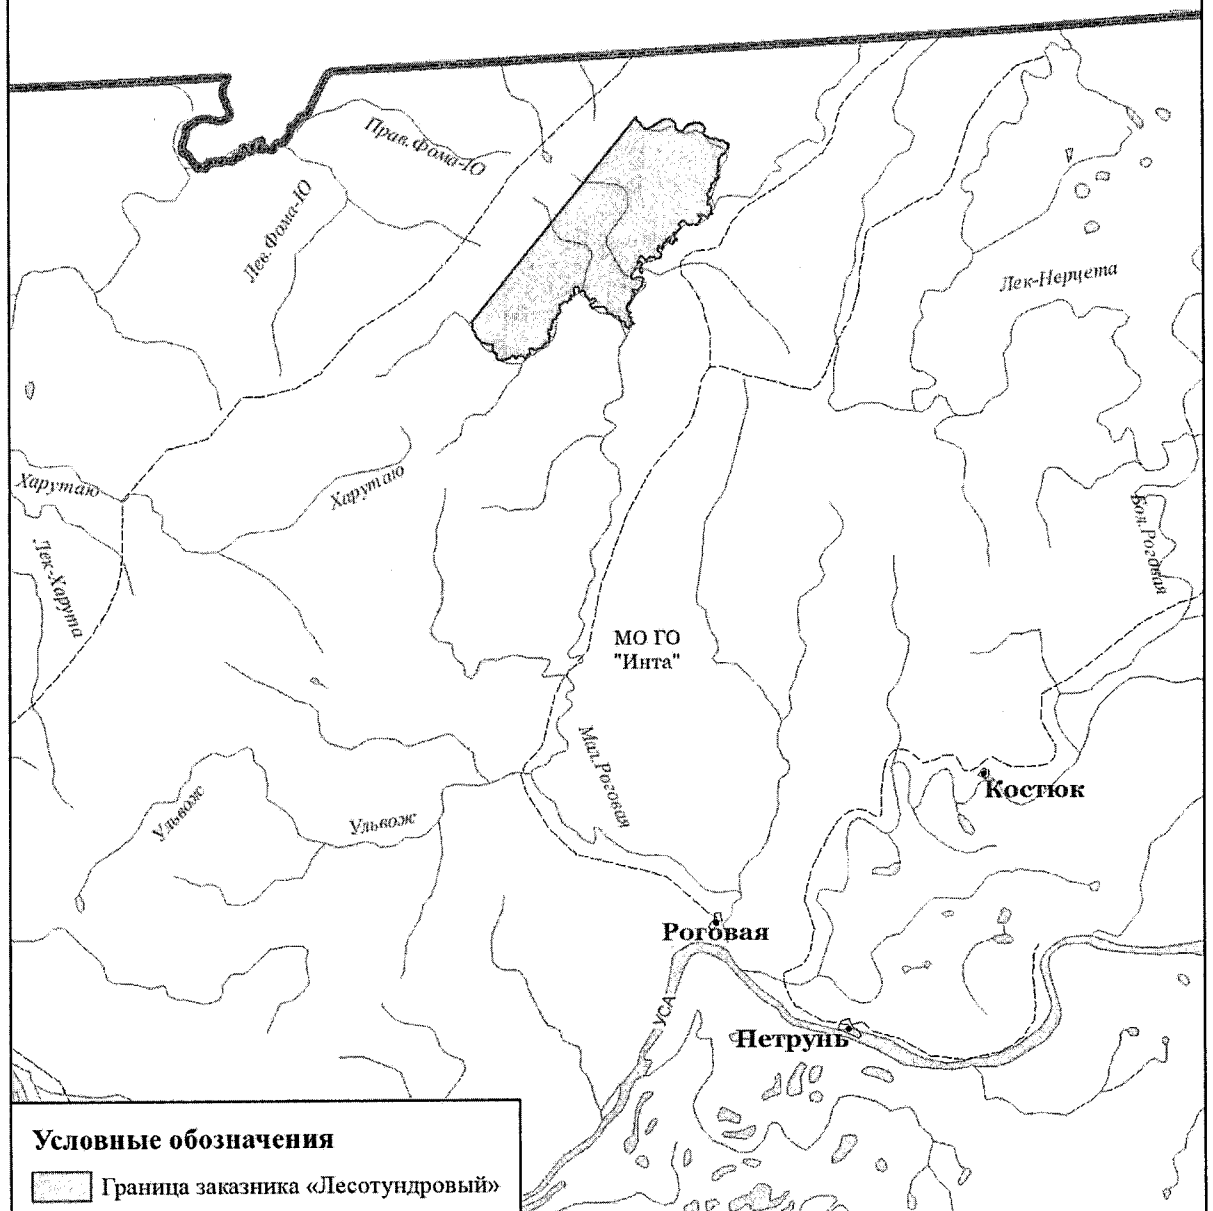 Прав.Фома-Ю
Лев.Фома-Ю
Лек-Нерцета
Харутаю
Харутаю
Бол.Роговая
Лек-Харута
МО ГО
"Инта"
Мал.Роговая
Костюк
Ульвож
Ульвож
Роговая
УСА
Петрунь
Условные обозначения
Граница заказника «Лесотундровый»